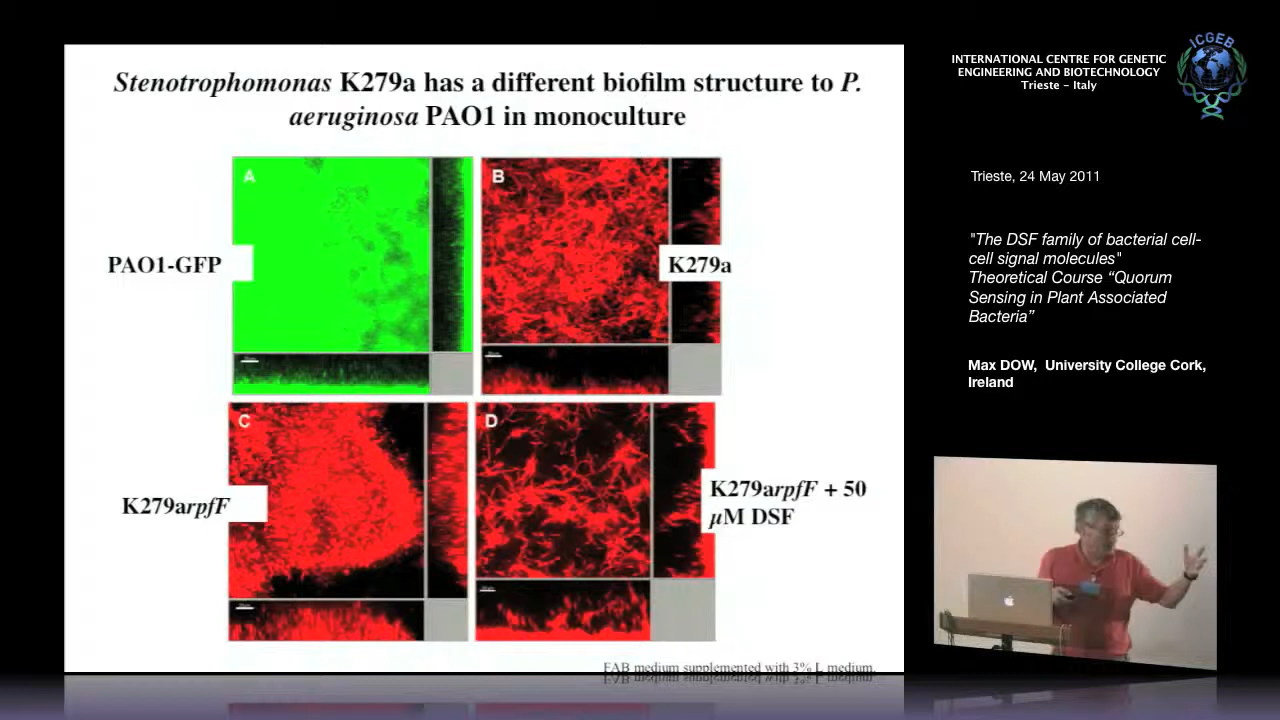 Stenotrophomonas K279a has a different biofilm structure to P.
aeruginosa PAO1 in monoculture
A
B
PAO1-GFP
K279a
C
D
K279arpfF
K279arpfF + 50
µM DSF
FAB medium supplemented with 3% L medium.
INTERNATIONAL CENTRE FOR GENETIC
ENGINEERING AND BIOTECHNOLOGY
Trieste - Italy
ICGEB
Trieste, 24 May 2011
"The DSF family of bacterial cell-
cell signal molecules"
Theoretical Course “Quorum
Sensing in Plant Associated
Bacteria”
Max DOW, University College Cork,
Ireland